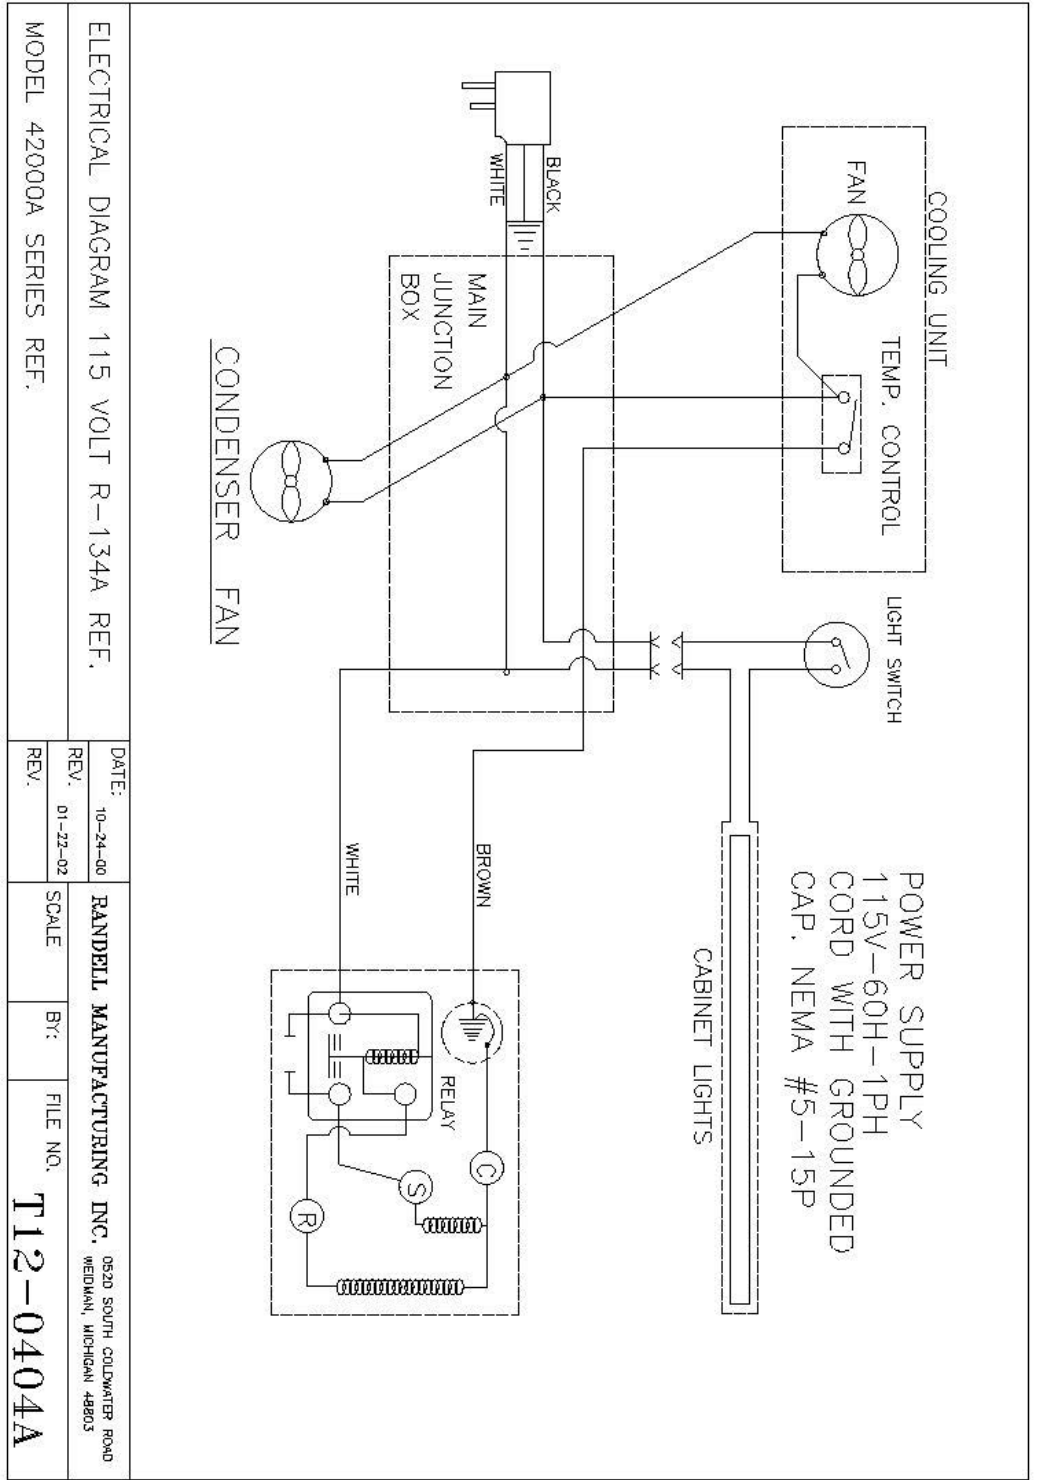 COOLING UNIT
FAN
TEMP. CONTROL
LIGHT SWITCH
POWER SUPPLY
115V-60H-1PH
CORD WITH GROUNDED
CAP. NEMA #5-15P
CABINET LIGHTS
BLACK
WHITE
MAIN
JUNCTION
BOX
BROWN
WHITE
RELAY
C
S
R
CONDENSER FAN
ELECTRICAL DIAGRAM 115 VOLT R-134A REF.
MODEL 42000A SERIES REF.
DATE: 10-24-00
REV. 01-22-02
REV.
RANDELL MANUFACTURING INC. 0520 SOUTH COLDWATER ROAD
WEIDMAN, MICHIGAN 48893
SCALE
BY:
FILE NO. T12-0404A